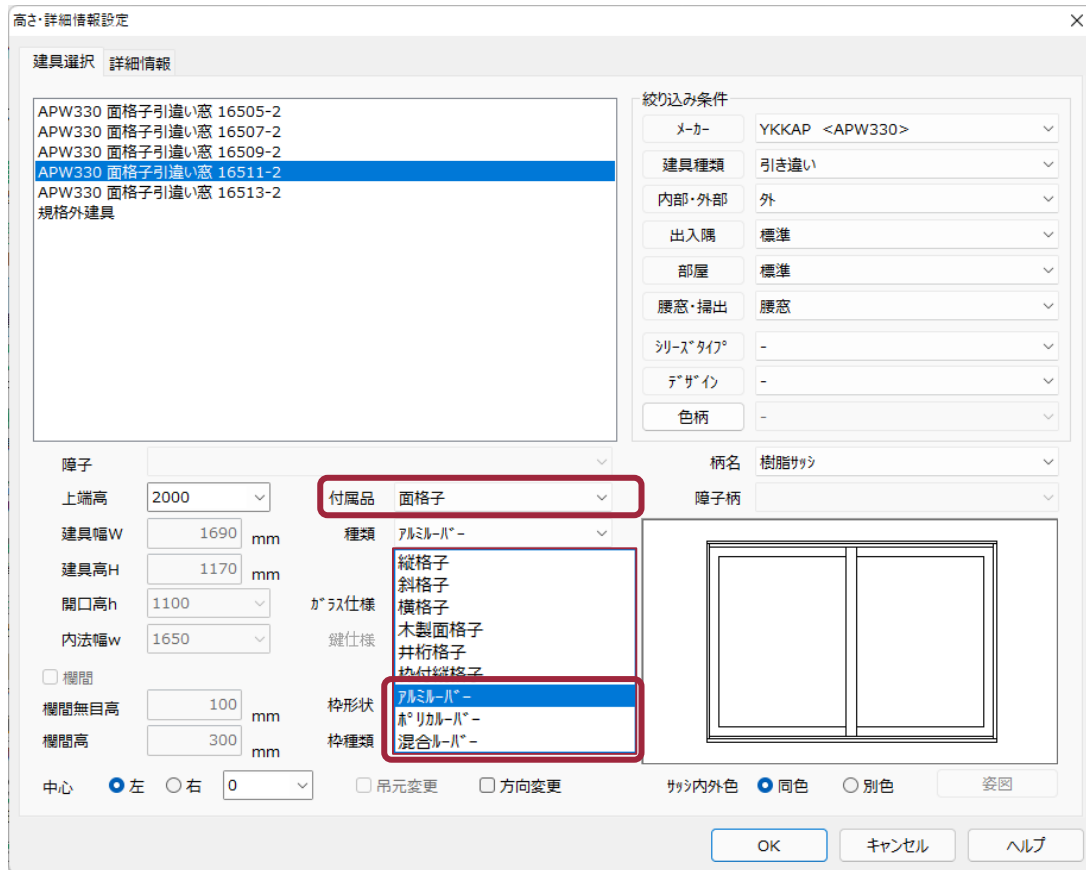 高さ・詳細情報設定
建具選択 詳細情報
APW330 面格子引違い窓 16505-2
APW330 面格子引違い窓 16507-2
APW330 面格子引違い窓 16509-2
APW330 面格子引違い窓 16511-2
APW330 面格子引違い窓 16513-2
規格外建具
絞り込み条件
ﾒｰｶｰ YKKAP <APW330>
建具種類 引き違い
内部・外部 外
出入隅 標準
部屋 標準
腰窓・掃出 腰窓
ｼﾘｰｽﾞﾀｲﾌﾟ -
ﾃﾞｻﾞｲﾝ -
色柄 -
障子 柄名 樹脂ｻｯｼ
上端高 2000 付属品 面格子 障子柄
建具幅W 1690 mm 種類 ｱﾙﾐﾙｰﾊﾞｰ
建具高H 1170 mm
開口高h 1100 ｶﾞﾗｽ仕様
内法幅w 1650 鍵仕様
縦格子
斜格子
横格子
木製面格子
井桁格子
枠付縦格子
ｱﾙﾐﾙｰﾊﾞｰ
ﾎﾟﾘｶﾙｰﾊﾞｰ
混合ﾙｰﾊﾞｰ
欄間
欄間無目高 100 mm 枠形状
欄間高 300 mm 枠種類
中心 左 右 0 吊元変更 方向変更 ｻｯｼ内外色 同色 別色 姿図
OK キャンセル ヘルプ